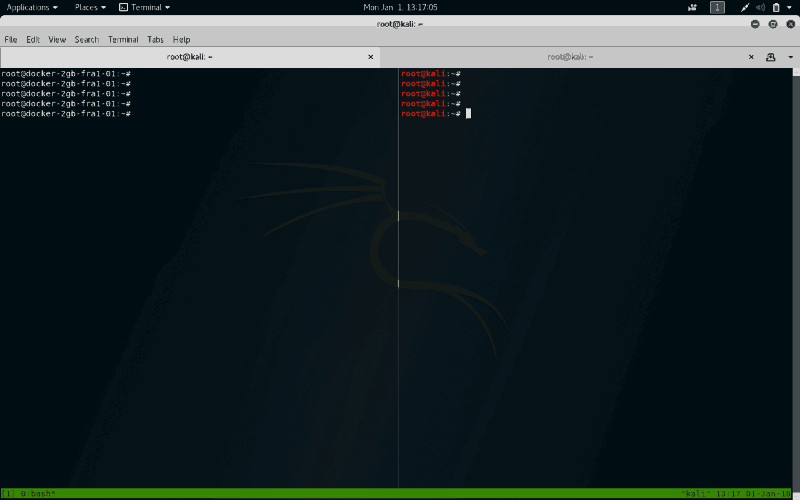 Applications Places Terminal Mon Jan 1, 13:17:05 1
root@kali: ~
File Edit View Search Terminal Tabs Help
root@kali: ~ root@kali: ~
root@docker-2gb-fra1-01:~#
root@docker-2gb-fra1-01:~#
root@docker-2gb-fra1-01:~#
root@docker-2gb-fra1-01:~#
root@docker-2gb-fra1-01:~#
root@kali:~#
root@kali:~#
root@kali:~#
root@kali:~#
root@kali:~#
[1] 0:bash* "kali" 13:17 01-Jan-18